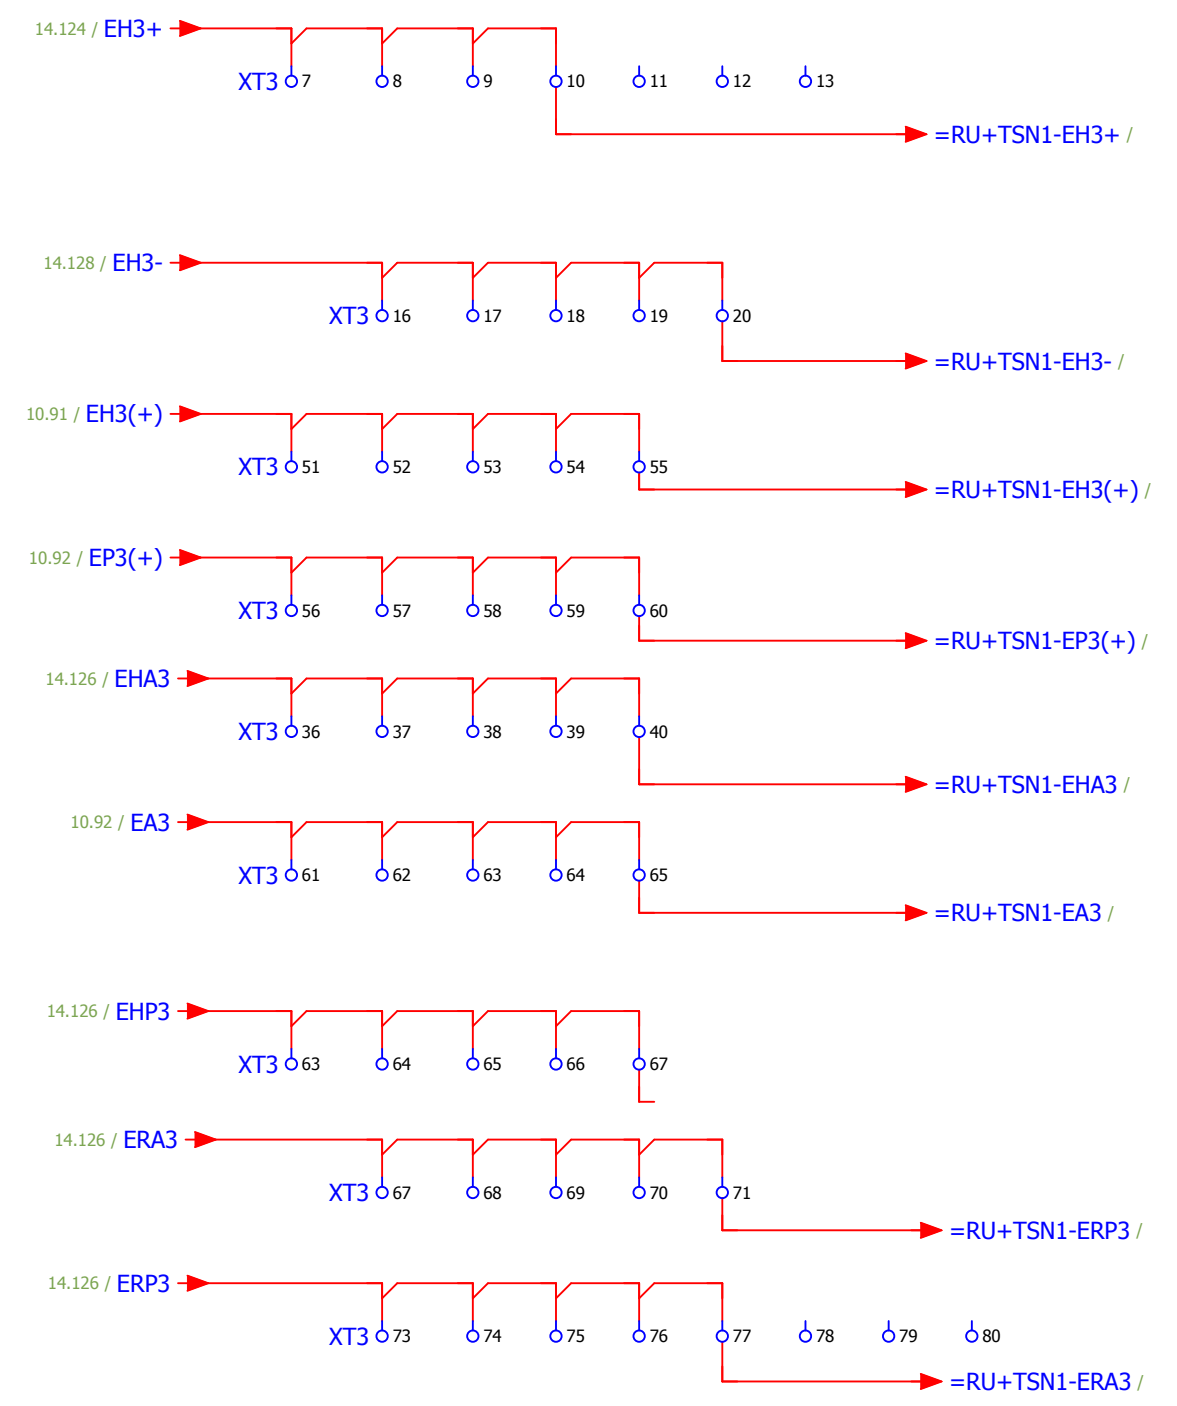 14.124 / EH3+
XT3 7 8 9 10 11 12 13
=RU+TSN1-EH3+ /
14.128 / EH3-
XT3 16 17 18 19 20
=RU+TSN1-EH3- /
10.91 / EH3(+)
XT3 51 52 53 54 55
=RU+TSN1-EH3(+) /
10.92 / EP3(+)
XT3 56 57 58 59 60
=RU+TSN1-EP3(+) /
14.126 / EHA3
XT3 36 37 38 39 40
=RU+TSN1-EHA3 /
10.92 / EA3
XT3 61 62 63 64 65
=RU+TSN1-EA3 /
14.126 / EHP3
XT3 63 64 65 66 67
14.126 / ERA3
XT3 67 68 69 70 71
=RU+TSN1-ERP3 /
14.126 / ERP3
XT3 73 74 75 76 77 78 79 80
=RU+TSN1-ERA3 /